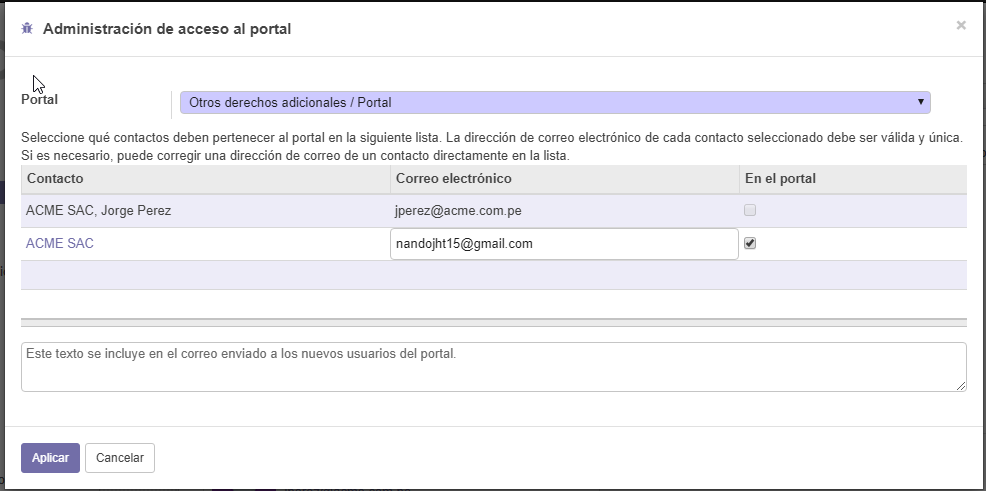 Administración de acceso al portal
×
Portal
Otros derechos adicionales / Portal
Seleccione qué contactos deben pertenecer al portal en la siguiente lista. La dirección de correo electrónico de cada contacto seleccionado debe ser válida y única.
Si es necesario, puede corregir una dirección de correo de un contacto directamente en la lista.
Contacto Correo electrónico En el portal
ACME SAC, Jorge Perez jperez@acme.com.pe
ACME SAC nandojht15@gmail.com
Este texto se incluye en el correo enviado a los nuevos usuarios del portal.
Aplicar Cancelar